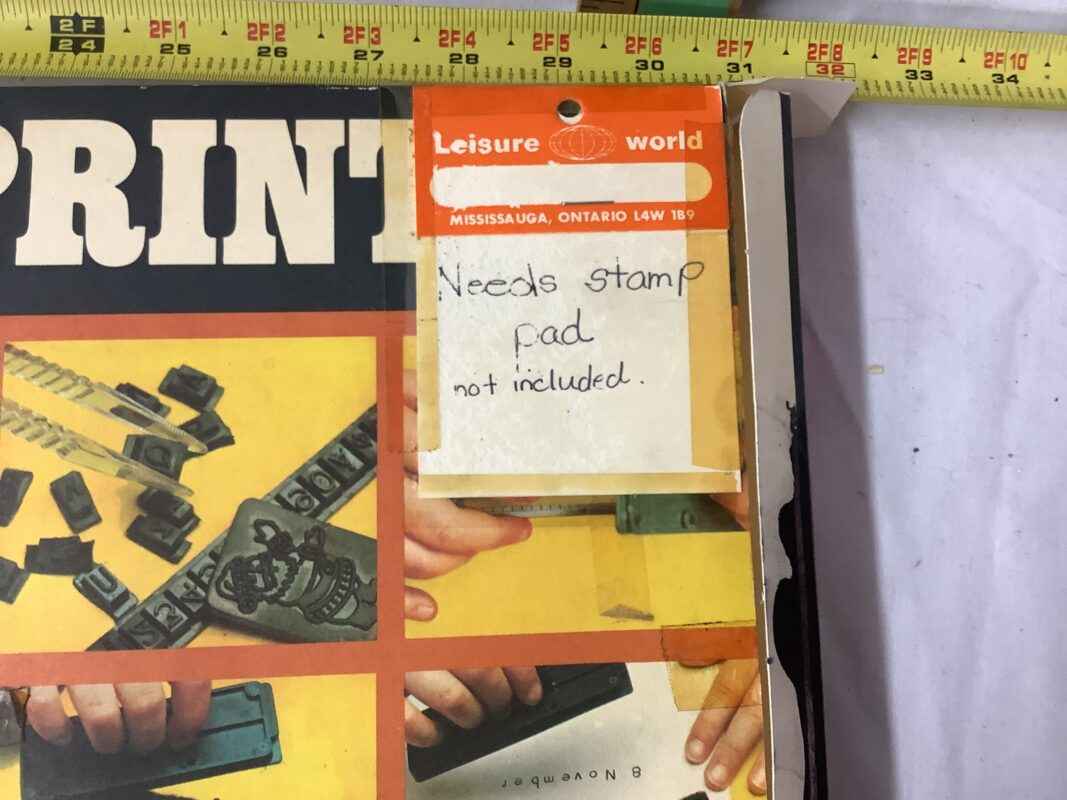 2F 2F1 2F2 2F3 2F4 2F5 2F6 2F7 2F8 2F9 2F10
24 25 26 27 28 29 30 31 32 33 34
PRINT
Leisure world
MISSISSAUGA, ONTARIO L4W 1B9
Needs stamp
pad
not included.
8 November